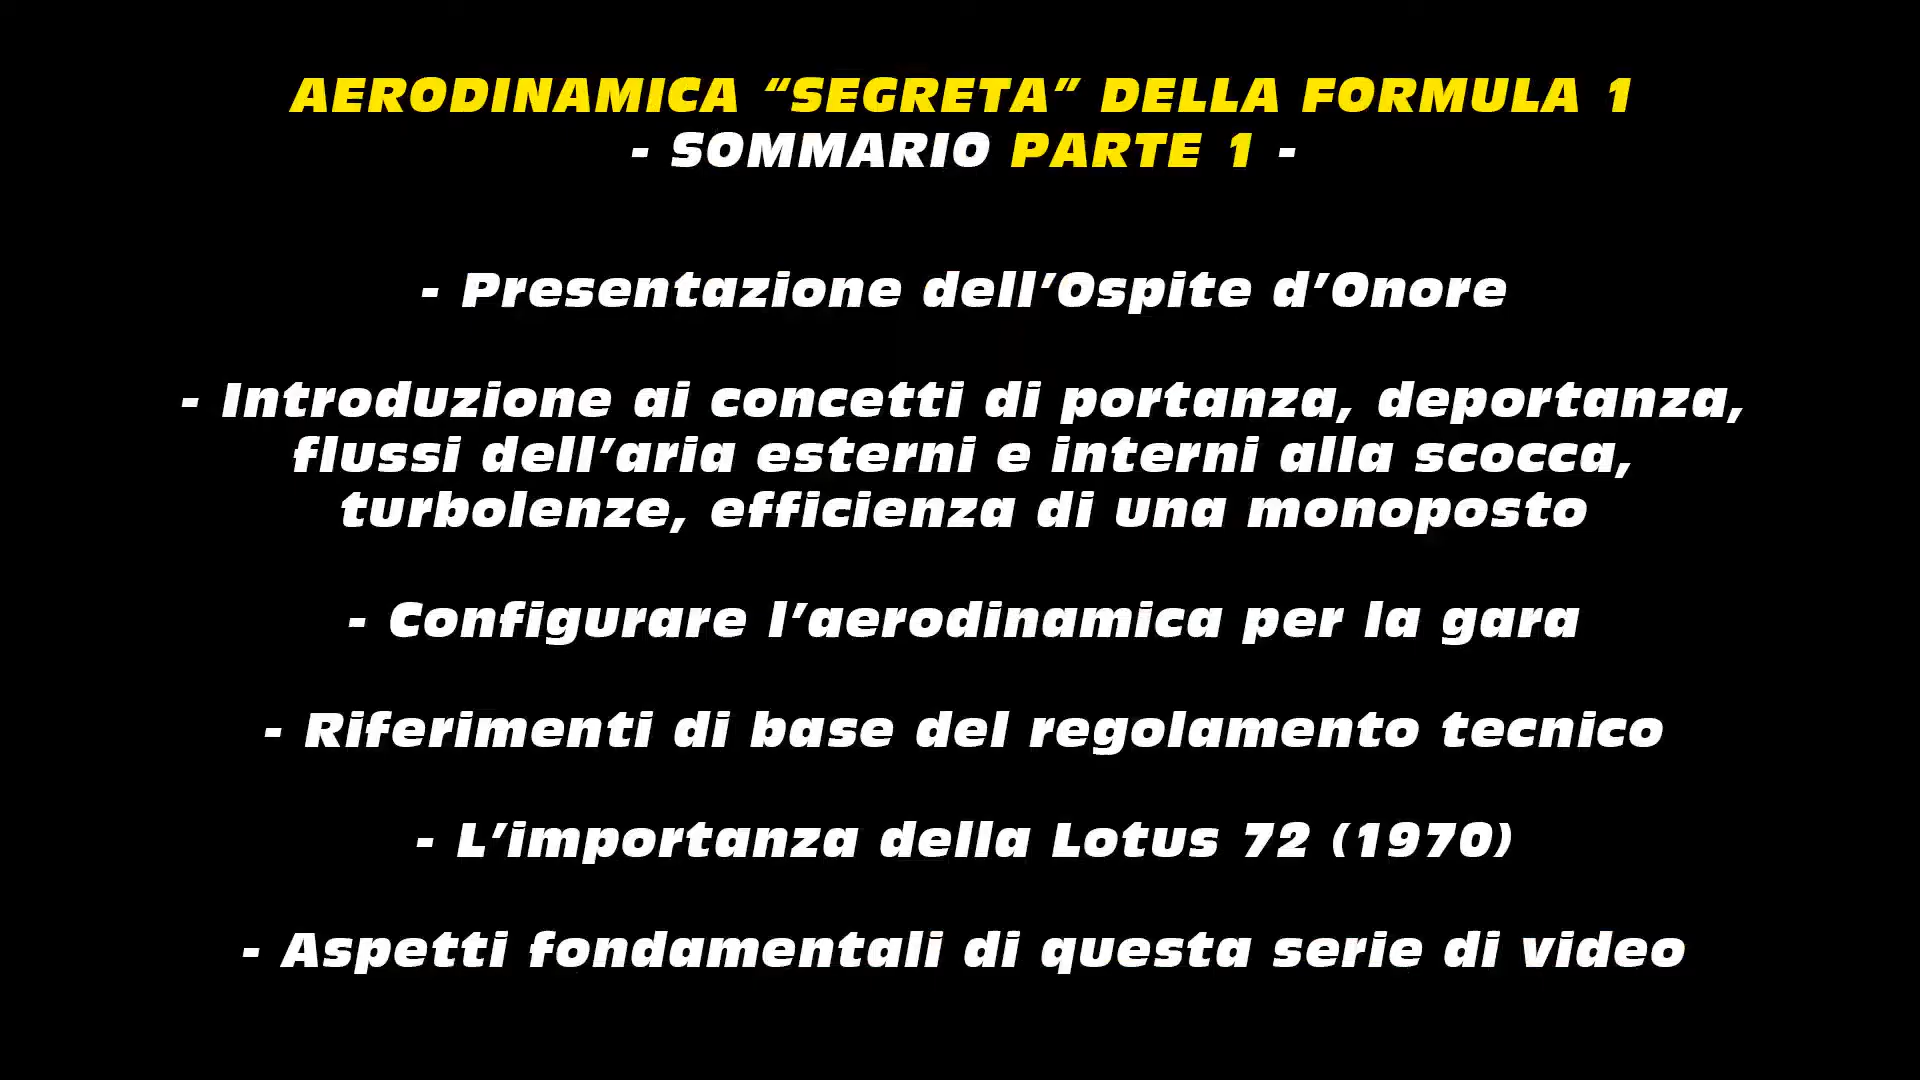 AERODINAMICA “SEGRETA” DELLA FORMULA 1
- SOMMARIO PARTE 1 -
- Presentazione dell’Ospite d’Onore
- Introduzione ai concetti di portanza, deportanza,
flussi dell’aria esterni e interni alla scocca,
turbolenze, efficienza di una monoposto
- Configurare l’aerodinamica per la gara
- Riferimenti di base del regolamento tecnico
- L’importanza della Lotus 72 (1970)
- Aspetti fondamentali di questa serie di video